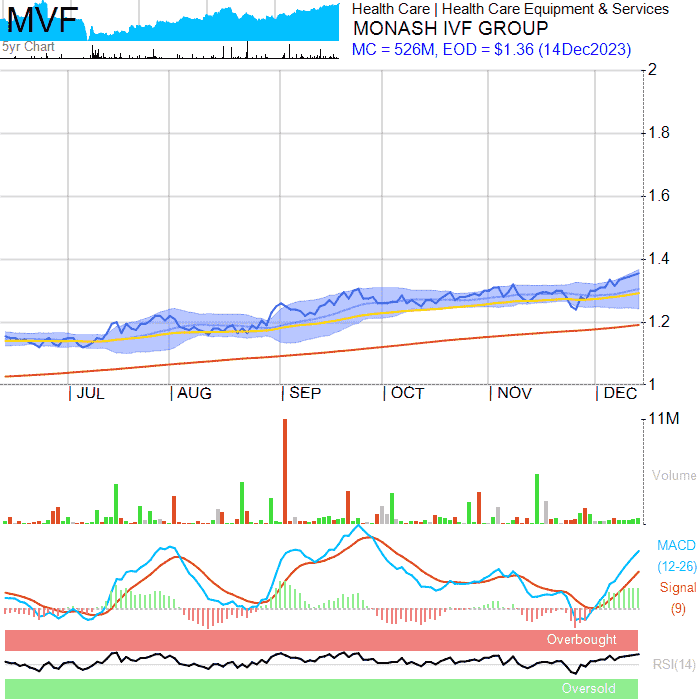 MVF
5yr Chart
Health Care | Health Care Equipment & Services
MONASH IVF GROUP
MC = 526M, EOD = $1.36 (14Dec2023)
2
1.8
1.6
1.4
1.2
1
JUL AUG SEP OCT NOV DEC
11M
Volume
MACD
(12-26)
Signal
(9)
Overbought
RSI(14)
Oversold